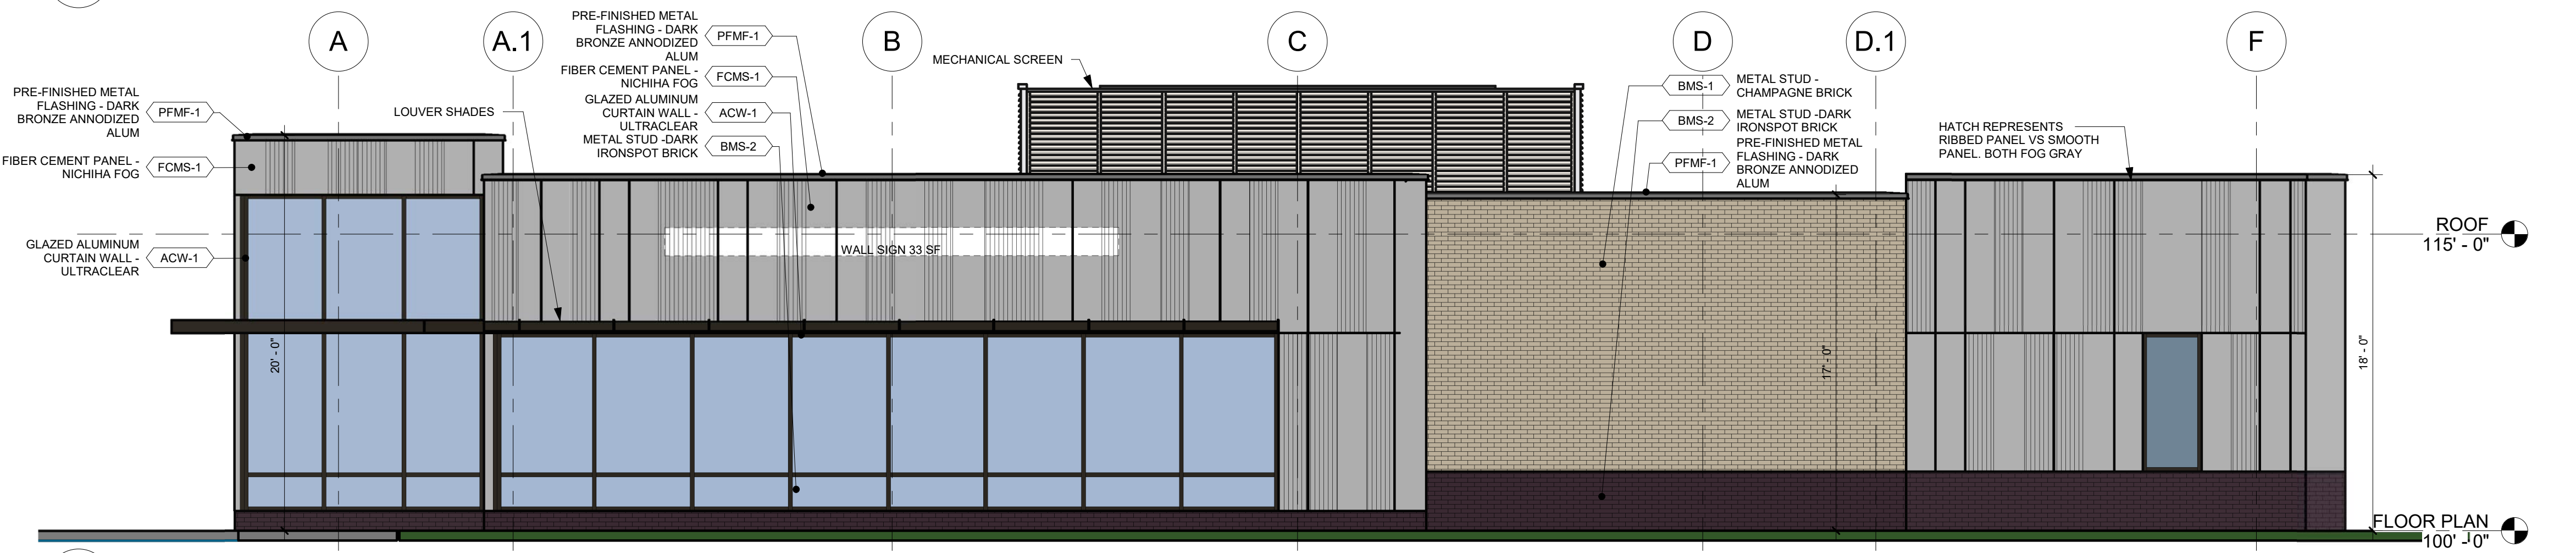 A
A.1
B
C
D
D.1
F
PRE-FINISHED METAL
FLASHING - DARK
BRONZE ANNODIZED
ALUM
PFMF-1
FIBER CEMENT PANEL -
NICHIHA FOG
FCMS-1
GLAZED ALUMINUM
CURTAIN WALL -
ULTRACLEAR
ACW-1
LOUVER SHADES
PRE-FINISHED METAL
FLASHING - DARK
BRONZE ANNODIZED
ALUM
PFMF-1
FIBER CEMENT PANEL -
NICHIHA FOG
FCMS-1
GLAZED ALUMINUM
CURTAIN WALL -
ULTRACLEAR
ACW-1
METAL STUD -DARK
IRONSPOT BRICK
BMS-2
MECHANICAL SCREEN
WALL SIGN 33 SF
BMS-1
METAL STUD -
CHAMPAGNE BRICK
BMS-2
METAL STUD -DARK
IRONSPOT BRICK
PFMF-1
PRE-FINISHED METAL
FLASHING - DARK
BRONZE ANNODIZED
ALUM
HATCH REPRESENTS
RIBBED PANEL VS SMOOTH
PANEL. BOTH FOG GRAY
20' - 0"
17' - 0"
18' - 0"
ROOF
115' - 0"
FLOOR PLAN
100' - 0"